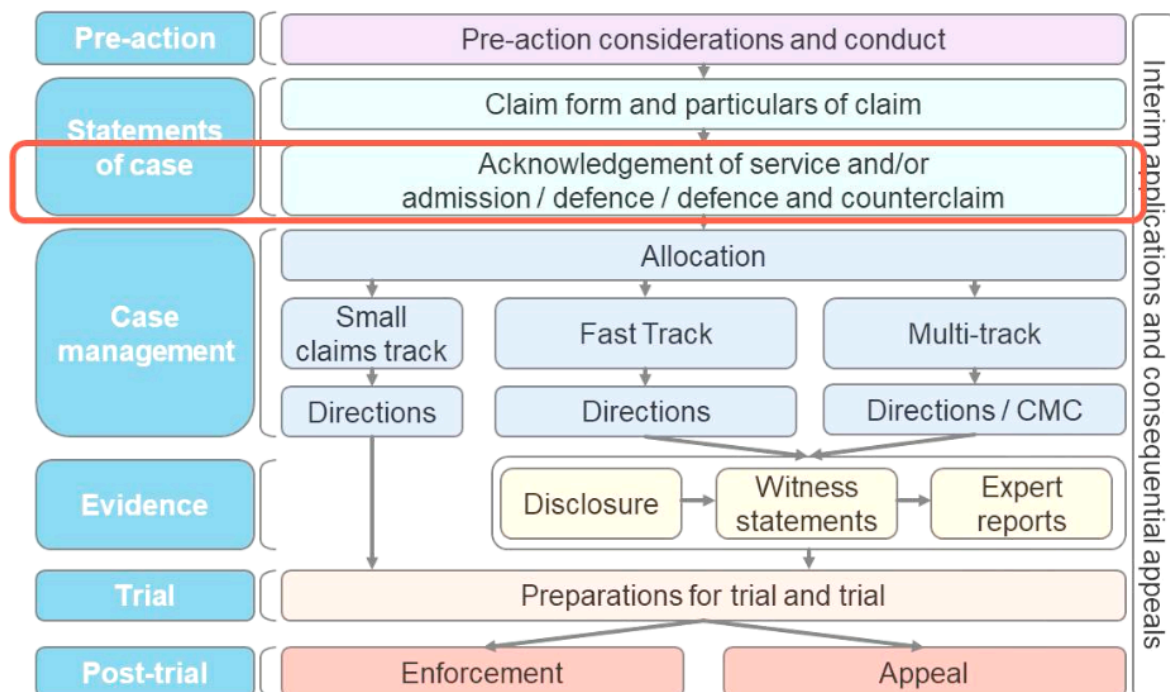 Pre-action
Pre-action considerations and conduct
Statements
of case
Claim form and particulars of claim
Acknowledgement of service and/or
admission / defence / defence and counterclaim
Case
management
Allocation
Small
claims track
Fast Track
Multi-track
Directions
Directions
Directions / CMC
Evidence
Disclosure
Witness
statements
Expert
reports
Trial
Preparations for trial and trial
Post-trial
Enforcement
Appeal
Interim applications and consequential appeals